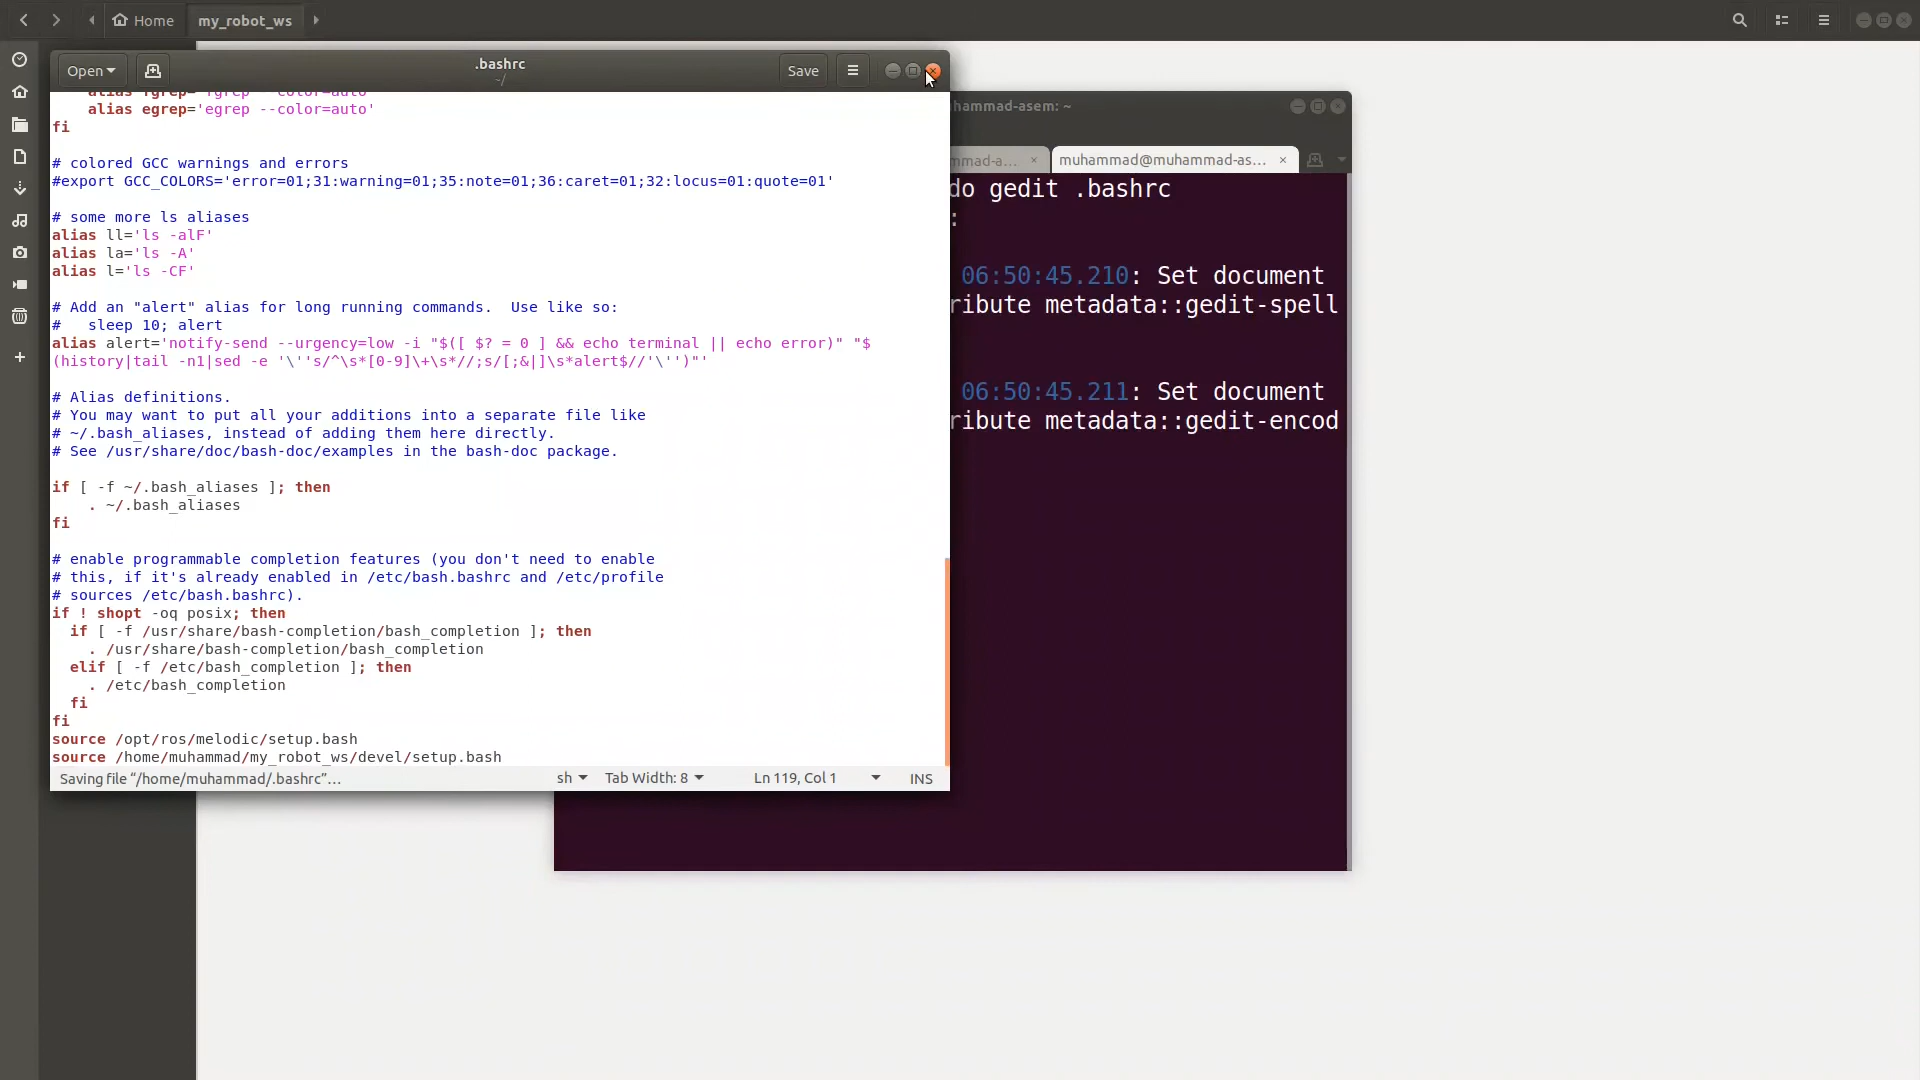 Home
my_robot_ws
Open
.bashrc
~/
Save
alias egrep='egrep --color=auto'
fi
# colored GCC warnings and errors
#export GCC_COLORS='error=01;31:warning=01;35:note=01;36:caret=01;32:locus=01:quote=01'
# some more ls aliases
alias ll='ls -alF'
alias la='ls -A'
alias l='ls -CF'
# Add an "alert" alias for long running commands.  Use like so:
#   sleep 10; alert
alias alert='notify-send --urgency=low -i "$([ $? = 0 ] && echo terminal || echo error)" "$
(history|tail -n1|sed -e '\''s/^\s*[0-9]\+\s*//;s/[;&|]\s*alert$//'\'')"'
# Alias definitions.
# You may want to put all your additions into a separate file like
# ~/.bash_aliases, instead of adding them here directly.
# See /usr/share/doc/bash-doc/examples in the bash-doc package.
if [ -f ~/.bash_aliases ]; then
    . ~/.bash_aliases
fi
# enable programmable completion features (you don't need to enable
# this, if it's already enabled in /etc/bash.bashrc and /etc/profile
# sources /etc/bash.bashrc).
if ! shopt -oq posix; then
  if [ -f /usr/share/bash-completion/bash_completion ]; then
    . /usr/share/bash-completion/bash_completion
  elif [ -f /etc/bash_completion ]; then
    . /etc/bash_completion
  fi
fi
source /opt/ros/melodic/setup.bash
source /home/muhammad/my_robot_ws/devel/setup.bash
Saving file “/home/muhammad/.bashrc”…
sh
Tab Width: 8
Ln 119, Col 1
INS
hammad-asem: ~
mmad-a...
muhammad@muhammad-as...
do gedit .bashrc
:
06:50:45.210: Set document
ribute metadata::gedit-spell
06:50:45.211: Set document
ribute metadata::gedit-encod